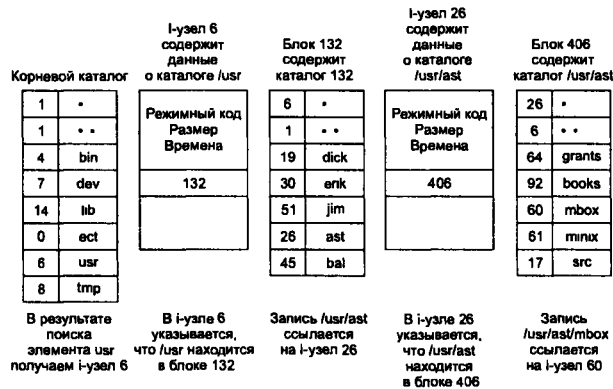 Корневой каталог
1 •
1 ••
4 bin
7 dev
14 lib
0 ect
6 usr
8 tmp
В результате
поиска
элемента usr
получаем i-узел 6
I-узел 6
содержит
данные
о каталоге /usr
Режимный код
Размер
Времена
132
В i-узле 6
указывается,
что /usr находится
в блоке 132
Блок 132
содержит
каталог 132
6 •
1 ••
19 dick
30 erik
51 jim
26 ast
45 bal
Запись /usr/ast
ссылается
на i-узел 26
I-узел 26
содержит
данные
о каталоге
/usr/ast
Режимный код
Размер
Времена
406
В i-узле 26
указывается,
что /usr/ast
находится
в блоке 406
Блок 406
содержит
каталог /usr/ast
26 •
6 ••
64 grants
92 books
60 mbox
61 minix
17 src
Запись
/usr/ast/mbox
ссылается
на i-узел 60